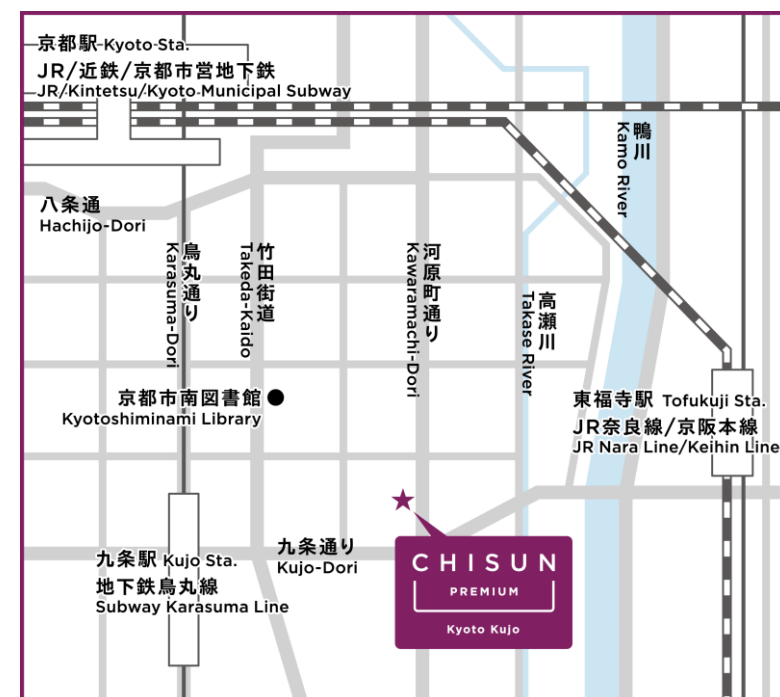 京都駅 Kyoto Sta.
JR/近鉄/京都市営地下鉄
JR/Kintetsu/Kyoto Municipal Subway
鴨川
Kamo River
八条通
Hachijo-Dori
烏丸通り
Karasuma-Dori
竹田街道
Takeda-Kaido
河原町通り
Kawaramachi-Dori
高瀬川
Takase River
京都市南図書館
Kyotoshiminami Library
東福寺駅 Tofukuji Sta.
JR奈良線/京阪本線
JR Nara Line/Keihin Line
九条駅 Kujo Sta.
地下鉄烏丸線
Subway Karasuma Line
九条通り
Kujo-Dori
CHISUN
PREMIUM
Kyoto Kujo